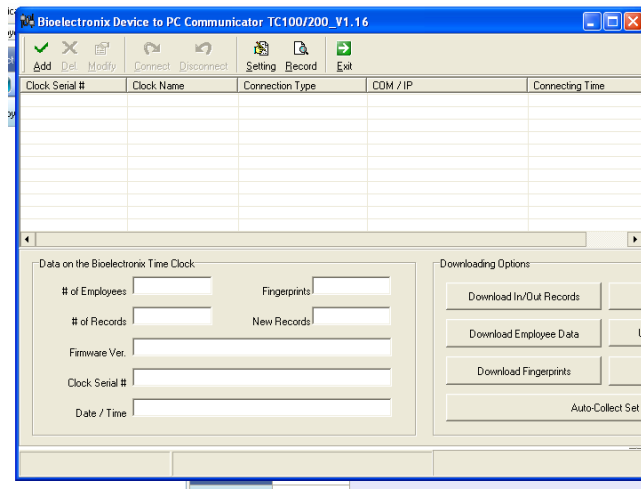 Bioelectronix Device to PC Communicator TC100/200_V1.16
Add Del. Modify Connect Disconnect Setting Record Exit
Clock Serial # Clock Name Connection Type COM / IP Connecting Time
Data on the Bioelectronix Time Clock Downloading Options
# of Employees Fingerprints Download In/Out Records
# of Records New Records Download Employee Data
Firmware Ver.
Clock Serial # Download Fingerprints
Date / Time Auto-Collect Set